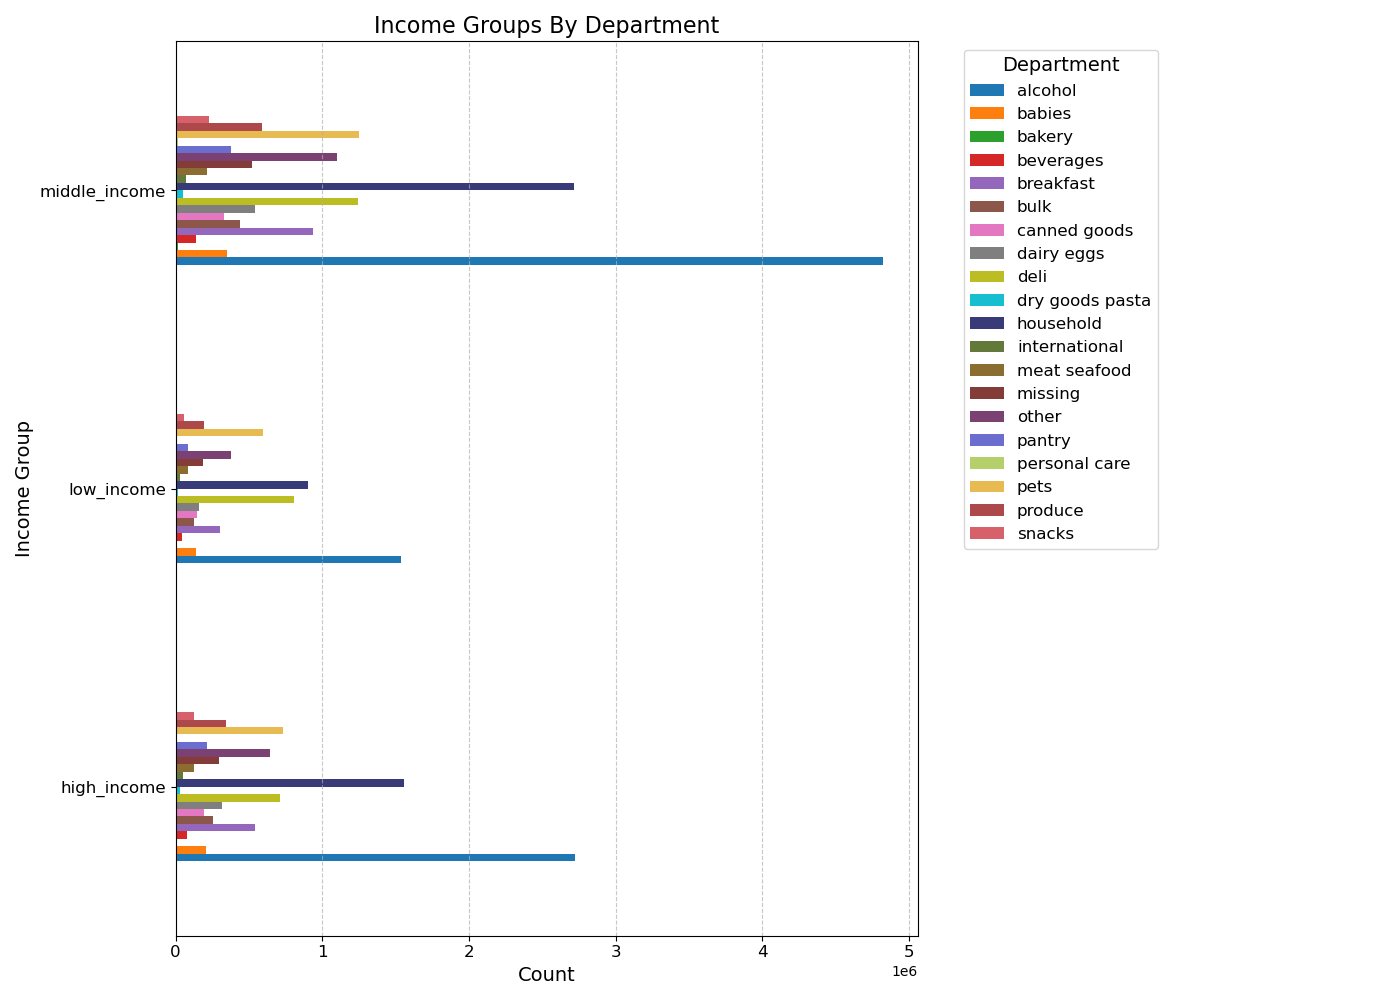 Income Groups By Department
Department
alcohol
babies
bakery
beverages
breakfast
bulk
canned goods
dairy eggs
deli
dry goods pasta
household
international
meat seafood
missing
other
pantry
personal care
pets
produce
snacks
Income Group
middle_income
low_income
high_income
0 1 2 3 4 5
1e6
Count